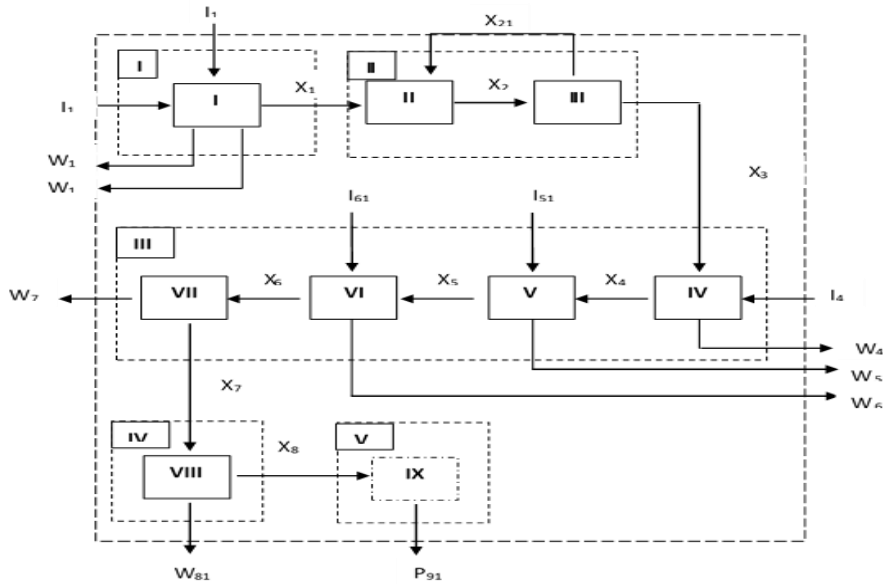 I₁
X₂₁
I
II
X₁
X₂
I
II
III
I₁
W₁
W₁
X₃
I₆₁
I₅₁
III
X₆
X₅
X₄
VII
VI
V
IV
W₇
I₄
W₄
W₅
W₆
X₇
IV
V
X₈
VIII
IX
W₈₁
P₉₁